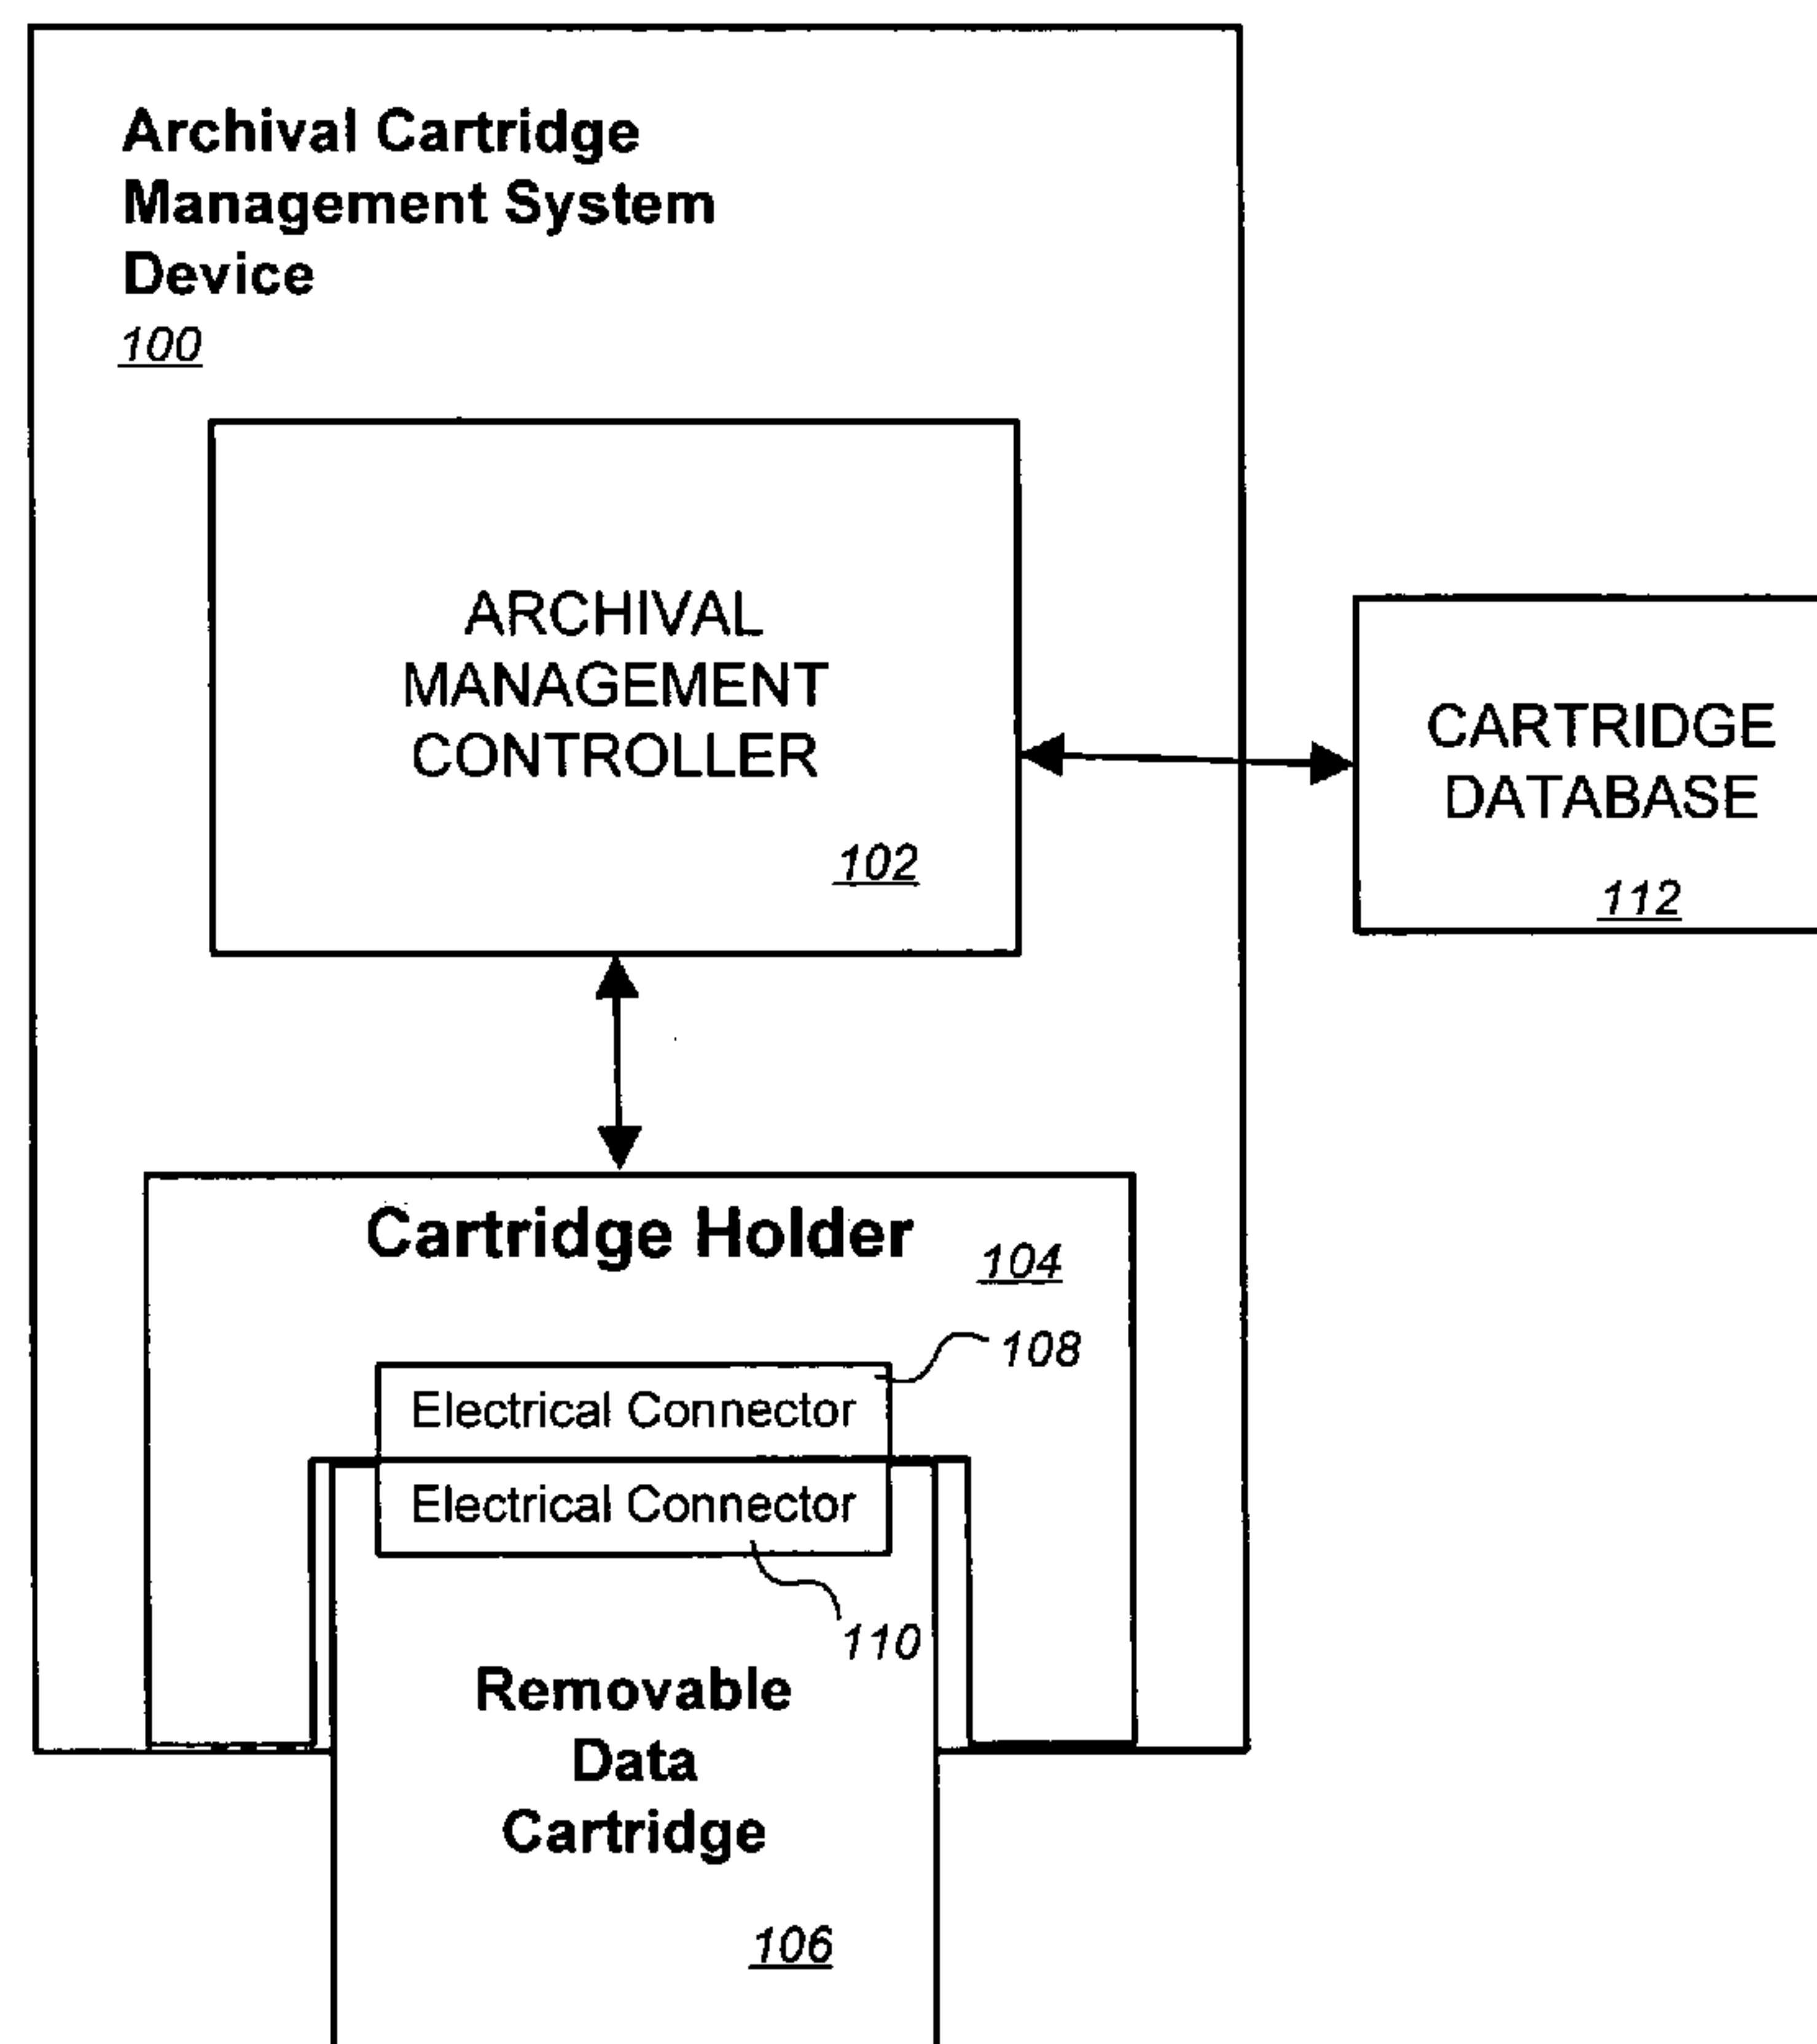 Archival Cartridge
Management System
Device
100
ARCHIVAL
MANAGEMENT
CONTROLLER
102
CARTRIDGE
DATABASE
112
Cartridge Holder
104
108
Electrical Connector
Electrical Connector
110
Removable
Data
Cartridge
106